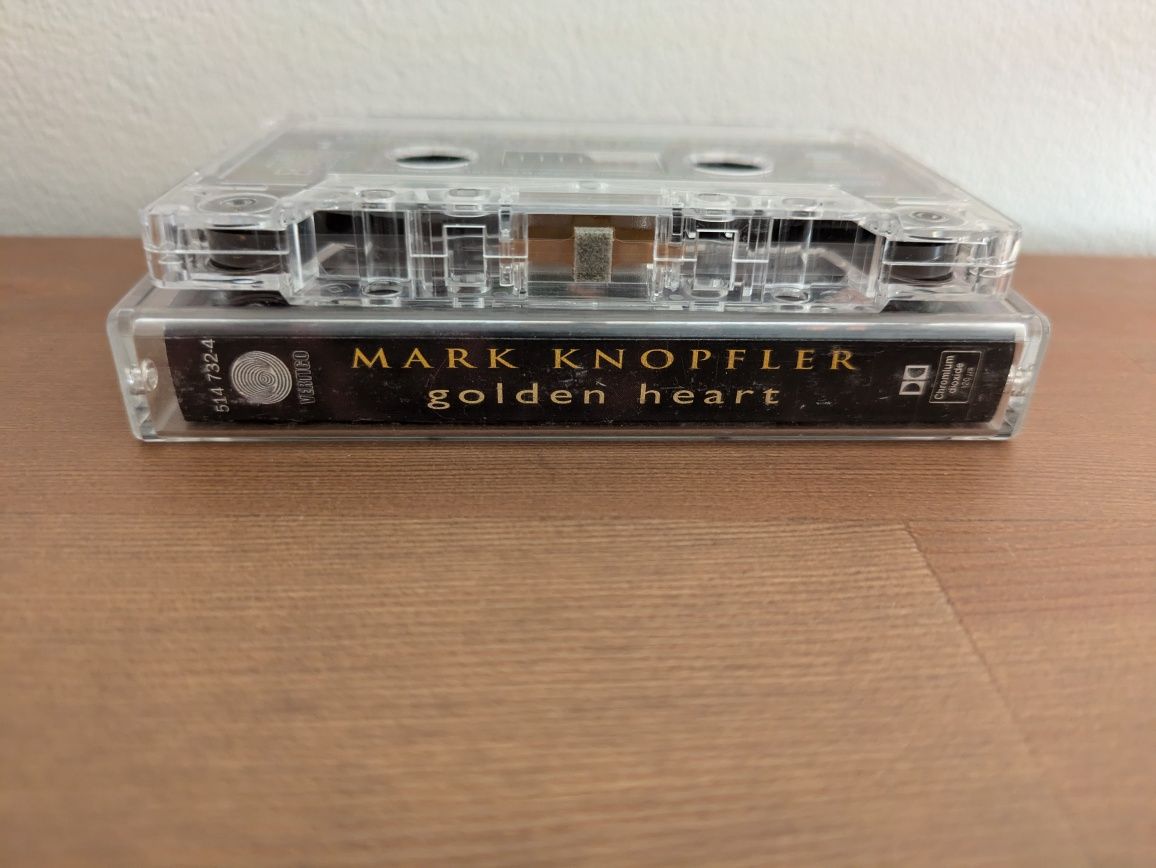 514 732-4
VERTIGO
MARK KNOPFLER
golden heart
Chromium
dioxide